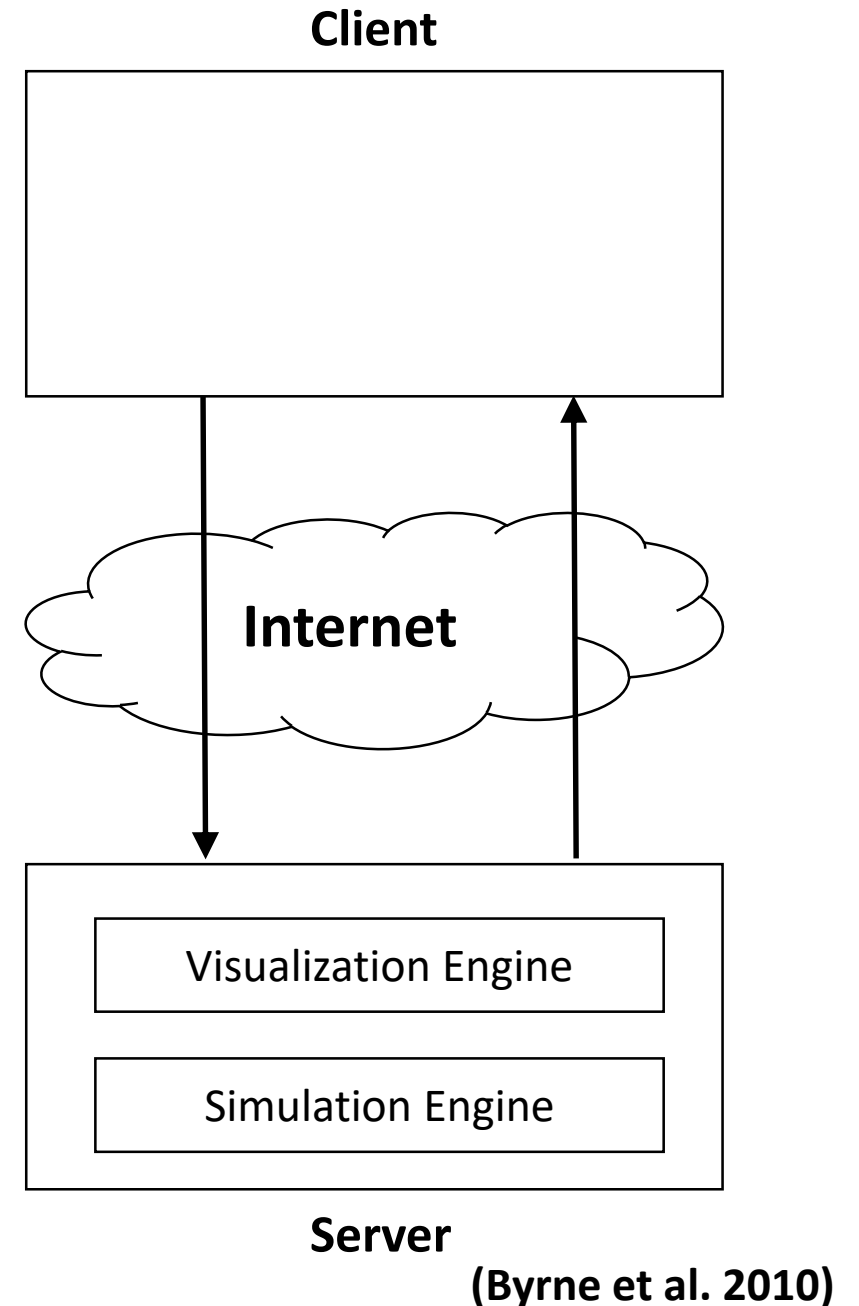 Client
Internet
Visualization Engine
Simulation Engine
Server
(Byrne et al. 2010)